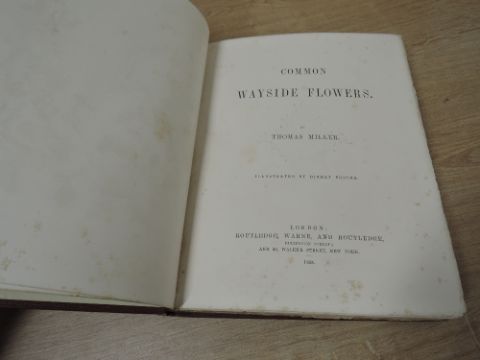 COMMON
WAYSIDE FLOWERS.
BY
THOMAS MILLER.
ILLUSTRATED BY BIRKET FOSTER.
LONDON:
ROUTLEDGE, WARNE, AND ROUTLEDGE,
FARRINGDON STREET;
AND 56, WALKER STREET, NEW YORK.